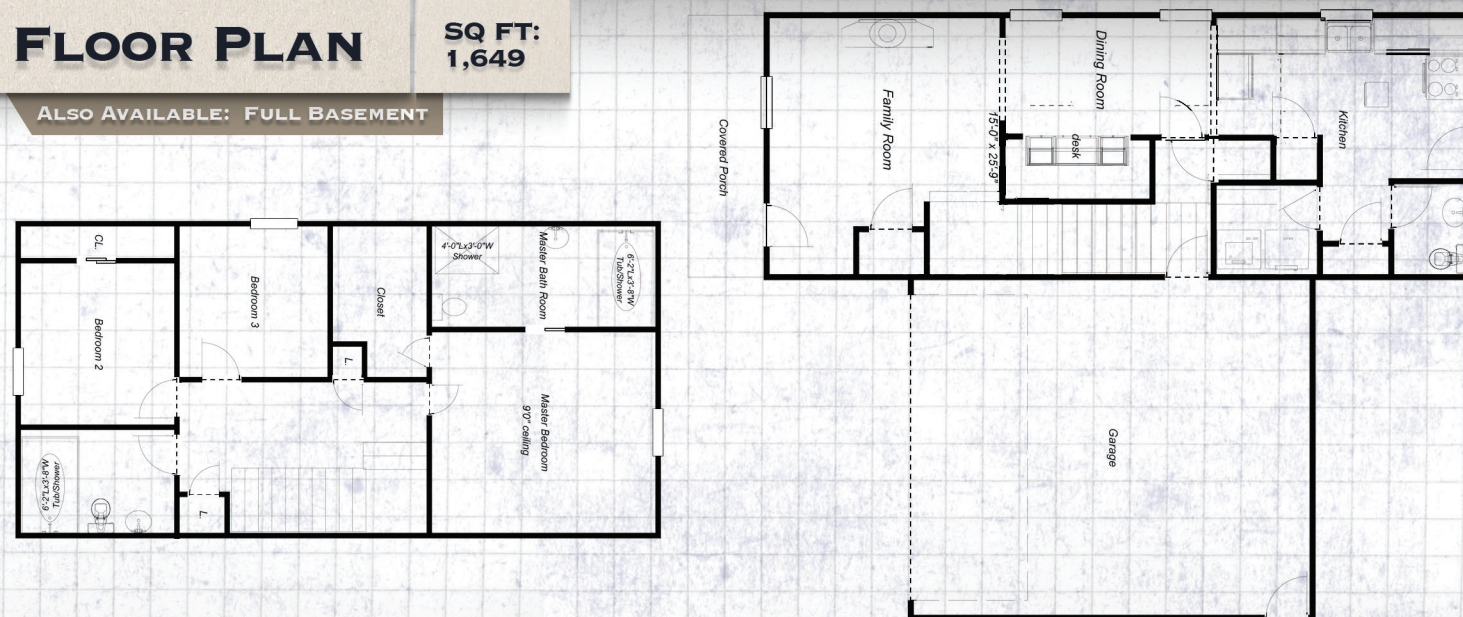 FLOOR PLAN
SQ FT:
1,649
ALSO AVAILABLE: FULL BASEMENT
CL.
Bedroom 2
6'-2"Lx3'-8"W
Tub/Shower
Bedroom 3
L.
Closet
L.
4'-0"Lx3'-0"W
Shower
Master Bath Room
6'-2"Lx3'-8"W
Tub/Shower
Master Bedroom
9'0" ceiling
Covered Porch
Family Room
15'-0" x 25'-9"
Dining Room
desk
Kitchen
Garage